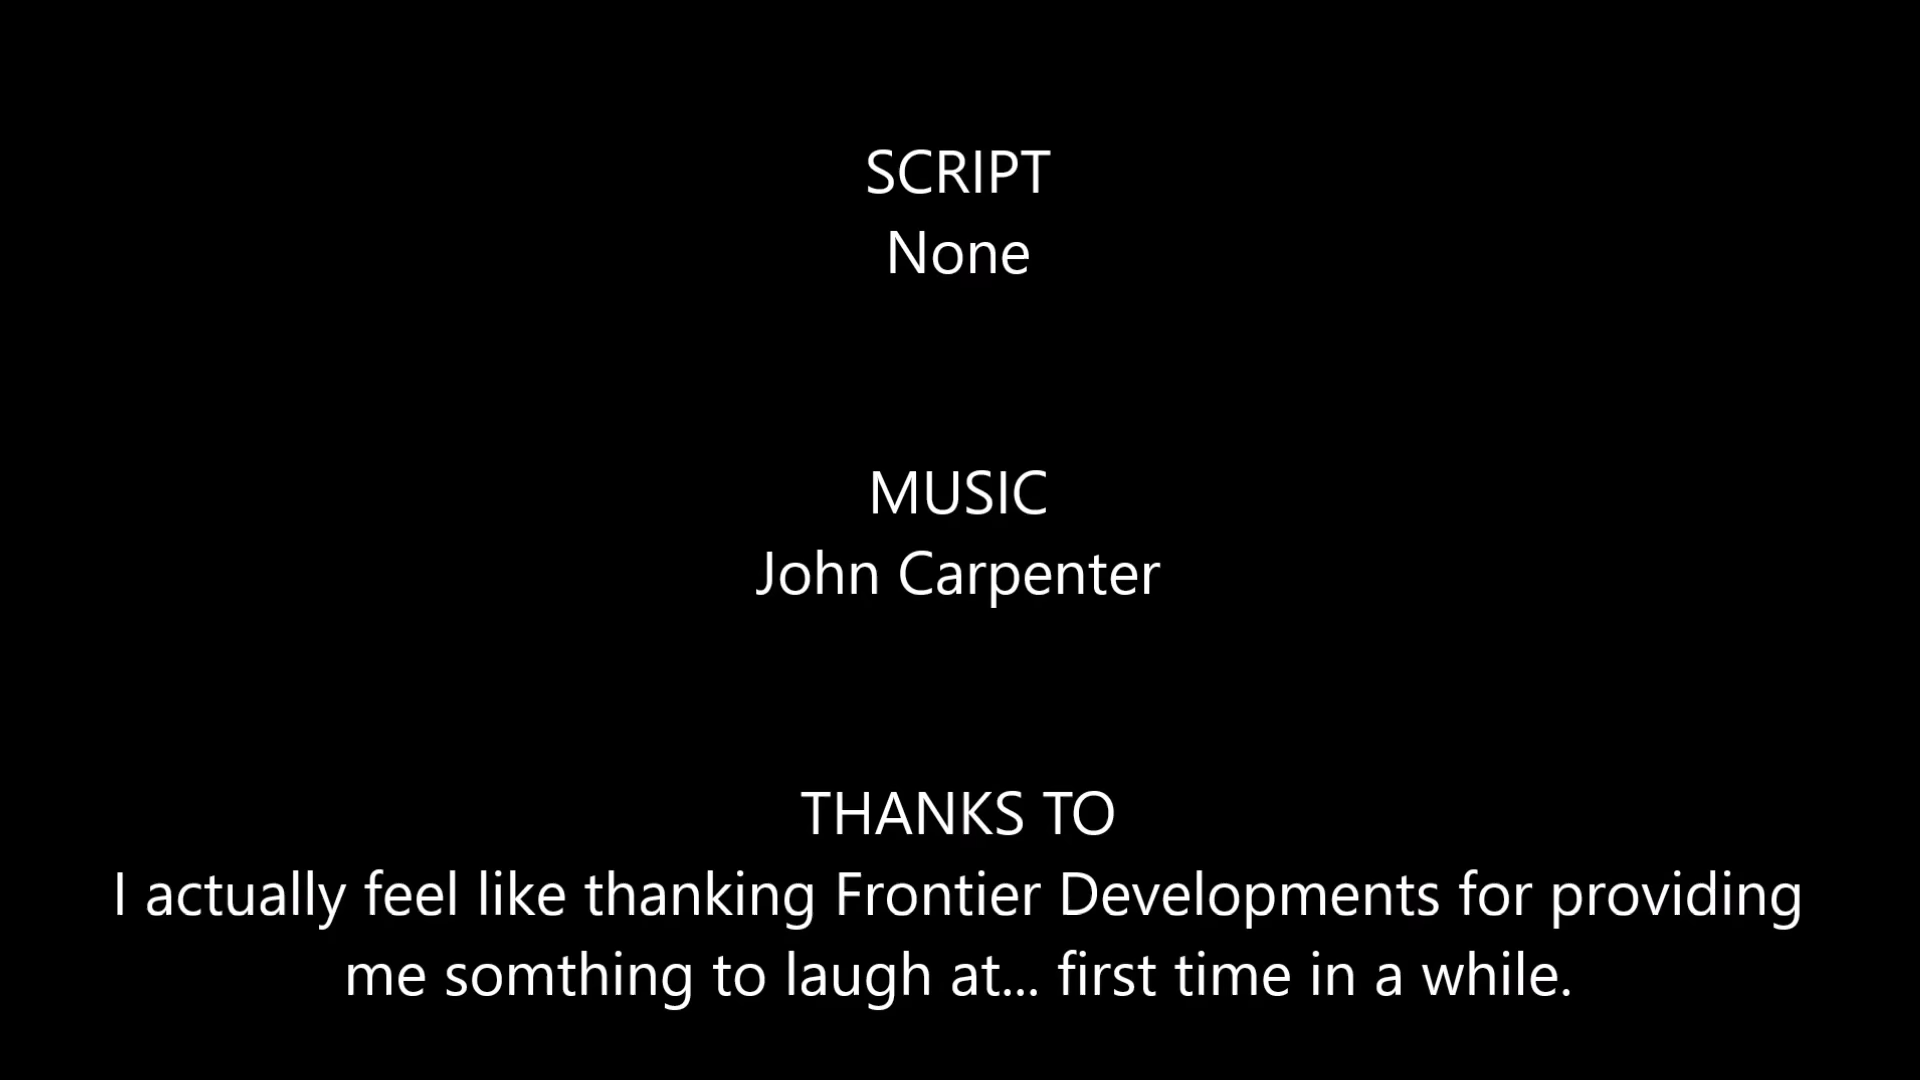 SCRIPT
None
MUSIC
John Carpenter
THANKS TO
I actually feel like thanking Frontier Developments for providing
me somthing to laugh at... first time in a while.